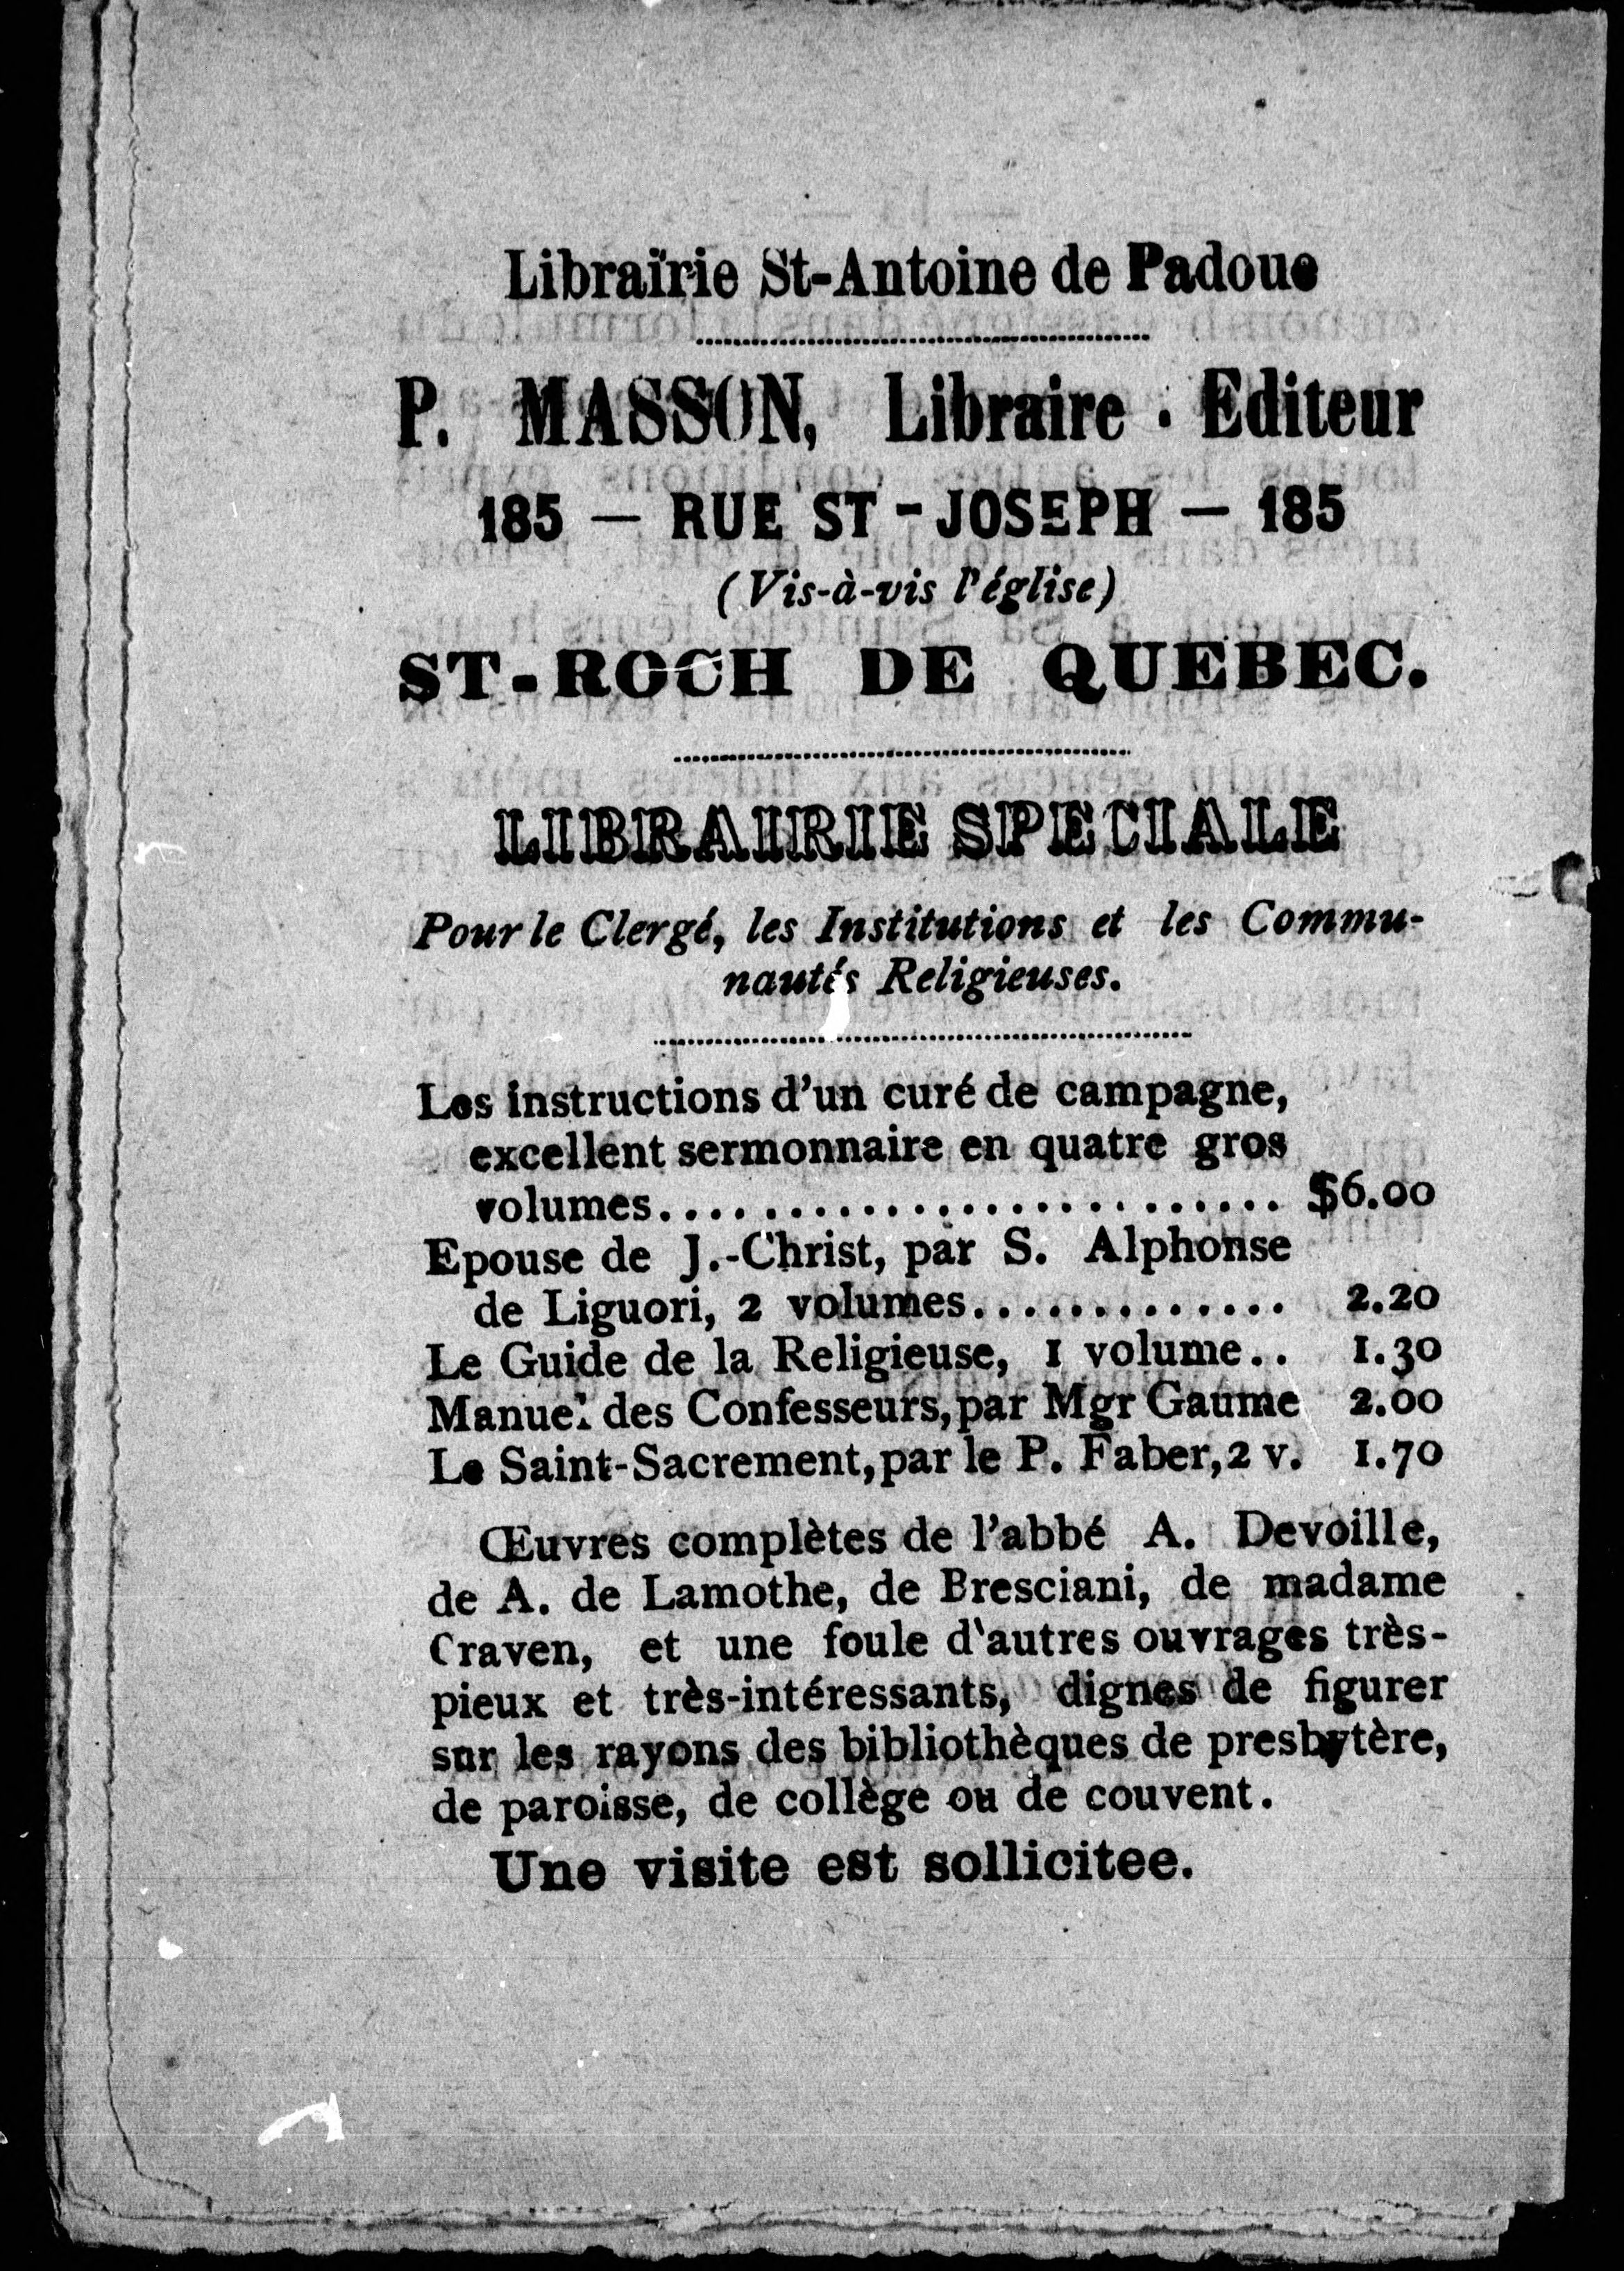 Librairie St-Antoine de Padoue
P. MASSON, Libraire. Editeur
185 — RUE ST-JOSEPH — 185
(Vis-à-vis l'église)
ST-ROCH DE QUEBEC.
LIBRAIRIE SPECIALE
Pour le Clergé, les Institutions et les Commu-
nautés Religieuses.
Les instructions d'un curé de campagne,
excellent sermonnaire en quatre gros
volumes......................... $6.00
Epouse de J.-Christ, par S. Alphonse
de Liguori, 2 volumes............. 2.20
Le Guide de la Religieuse, 1 volume.. 1.30
Manuel des Confesseurs, par Mgr Gaume 2.00
Le Saint-Sacrement, par le P. Faber, 2 v. 1.70
Œuvres complètes de l'abbé A. Devoille,
de A. de Lamothe, de Bresciani, de madame
Craven, et une foule d'autres ouvrages très-
pieux et très-intéressants, dignes de figurer
sur les rayons des bibliothèques de presbytère,
de paroisse, de collège ou de couvent.
Une visite est sollicitee.